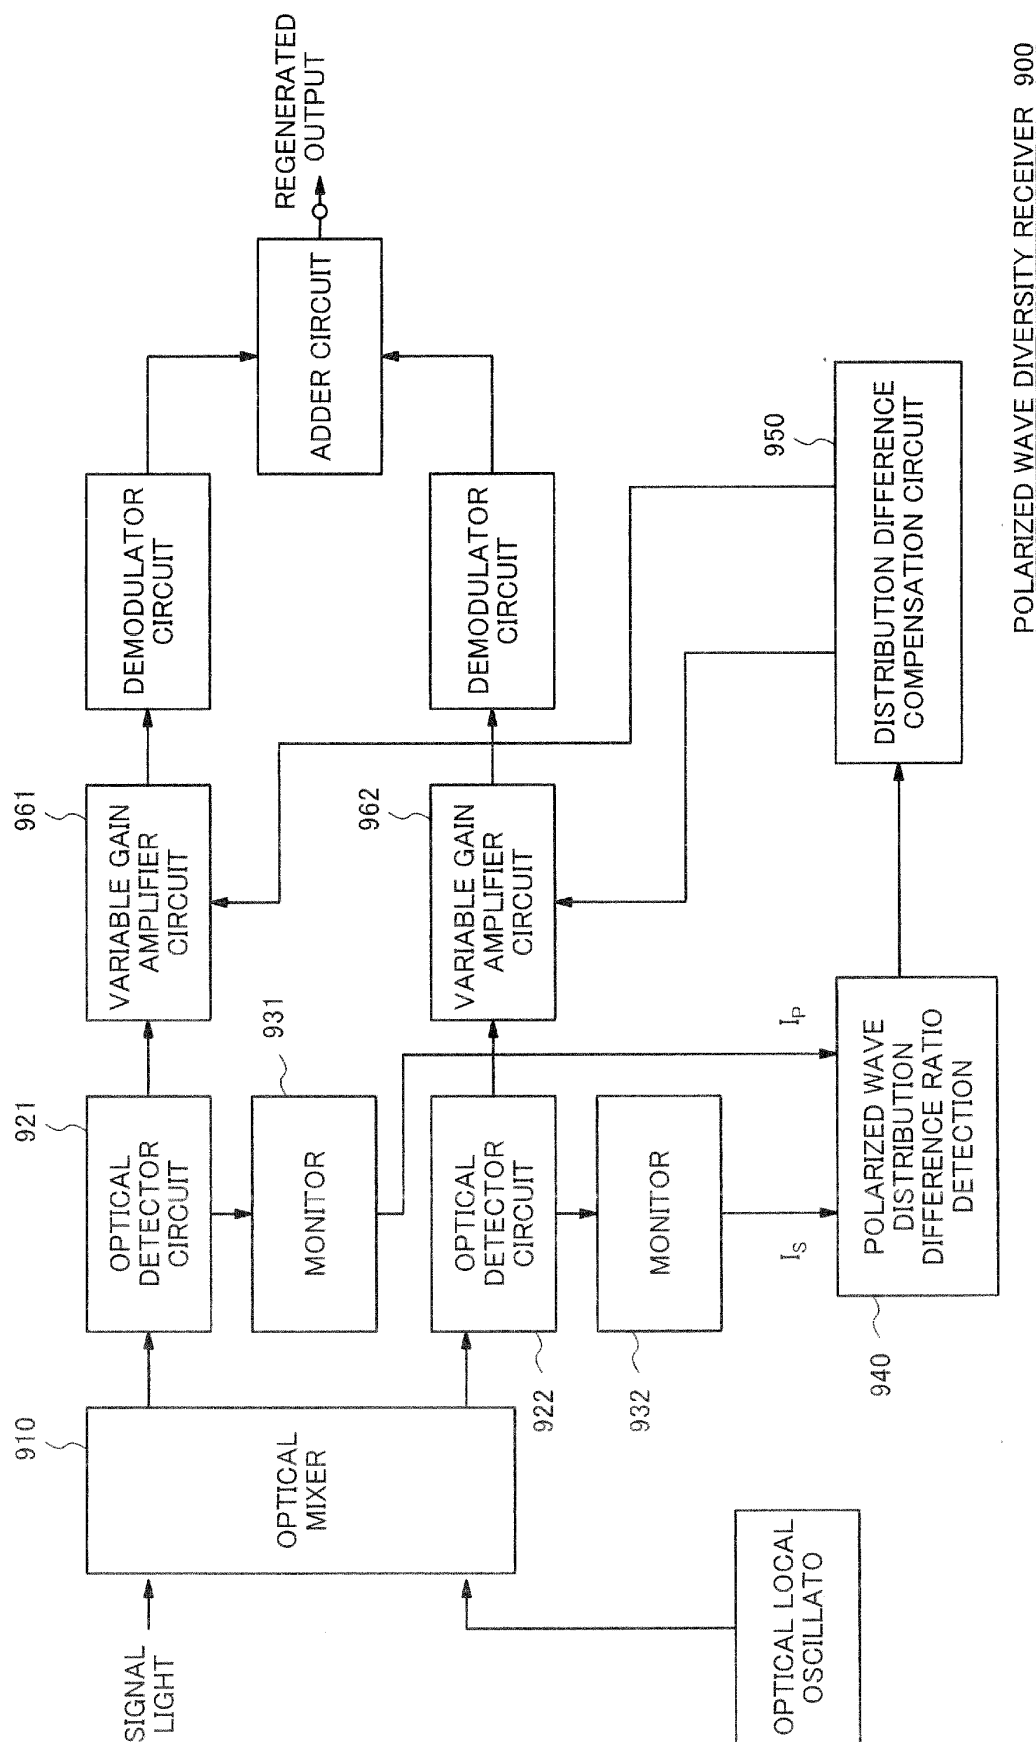 SIGNAL
LIGHT
910
OPTICAL
MIXER
OPTICAL LOCAL
OSCILLATO
921
OPTICAL
DETECTOR
CIRCUIT
931
MONITOR
922
OPTICAL
DETECTOR
CIRCUIT
932
MONITOR
IP
IS
940
POLARIZED WAVE
DISTRIBUTION
DIFFERENCE RATIO
DETECTION
961
VARIABLE GAIN
AMPLIFIER
CIRCUIT
962
VARIABLE GAIN
AMPLIFIER
CIRCUIT
DEMODULATOR
CIRCUIT
DEMODULATOR
CIRCUIT
950
DISTRIBUTION DIFFERENCE
COMPENSATION CIRCUIT
ADDER CIRCUIT
REGENERATED
OUTPUT
POLARIZED WAVE DIVERSITY RECEIVER 900